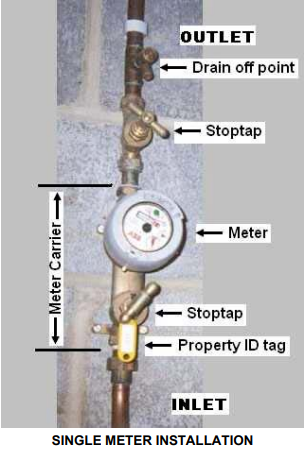 OUTLET
Drain off point
Stoptap
Meter Carrier
Meter
Stoptap
Property ID tag
INLET
SINGLE METER INSTALLATION